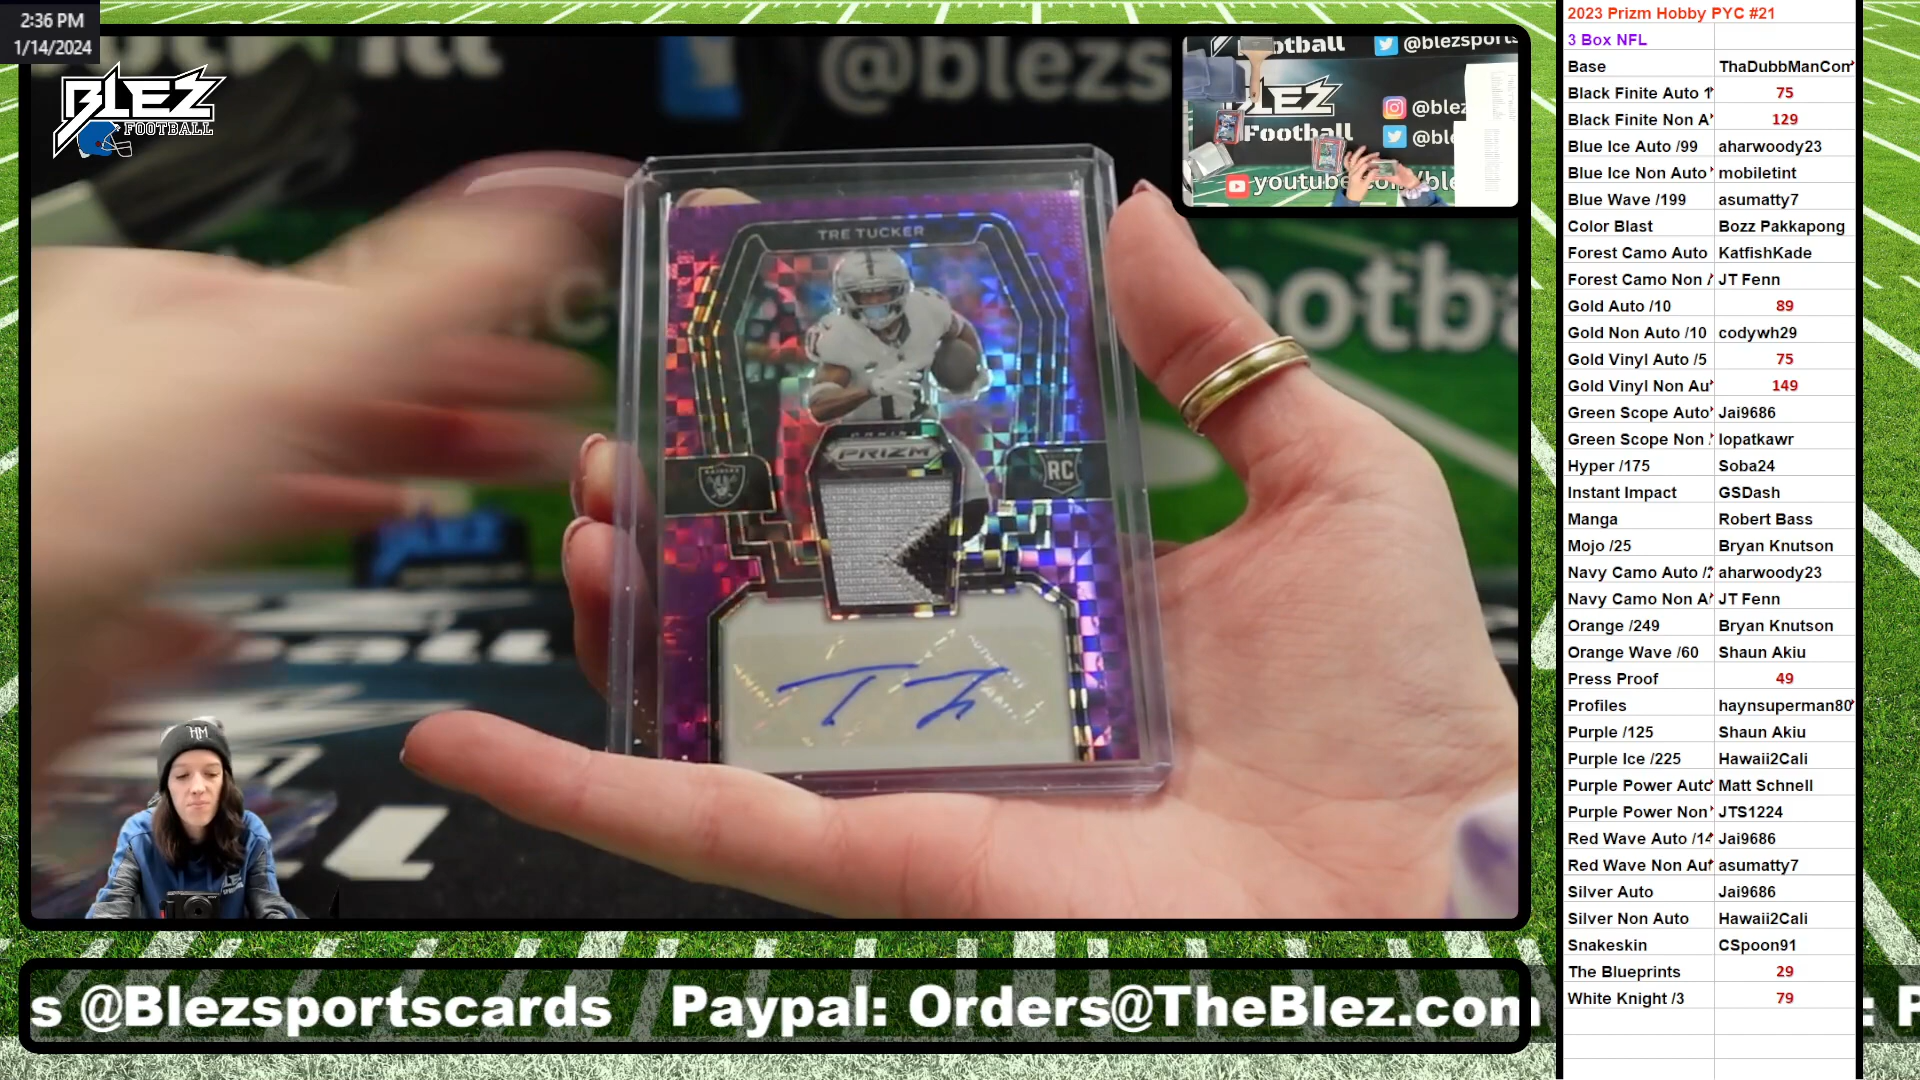 2:36 PM
1/14/2024
BLEZ
FOOTBALL
@blezs
TRE TUCKER
PANINI
PRIZM
RAIDERS
RC
otball
@blezsports
BLEZ
Football
@blez
@ble
youtube.com/ble
s @Blezsportscards Paypal: Orders@TheBlez.com
2023 Prizm Hobby PYC #21
3 Box NFL
Base ThaDubbManCom
Black Finite Auto 1 75
Black Finite Non A 129
Blue Ice Auto /99 aharwoody23
Blue Ice Non Auto mobiletint
Blue Wave /199 asumatty7
Color Blast Bozz Pakkapong
Forest Camo Auto KatfishKade
Forest Camo Non / JT Fenn
Gold Auto /10 89
Gold Non Auto /10 codywh29
Gold Vinyl Auto /5 75
Gold Vinyl Non Au 149
Green Scope Auto Jai9686
Green Scope Non lopatkawr
Hyper /175 Soba24
Instant Impact GSDash
Manga Robert Bass
Mojo /25 Bryan Knutson
Navy Camo Auto /2 aharwoody23
Navy Camo Non A JT Fenn
Orange /249 Bryan Knutson
Orange Wave /60 Shaun Akiu
Press Proof 49
Profiles haynsuperman80
Purple /125 Shaun Akiu
Purple Ice /225 Hawaii2Cali
Purple Power Auto Matt Schnell
Purple Power Non JTS1224
Red Wave Auto /14 Jai9686
Red Wave Non Au asumatty7
Silver Auto Jai9686
Silver Non Auto Hawaii2Cali
Snakeskin CSpoon91
The Blueprints 29
White Knight /3 79